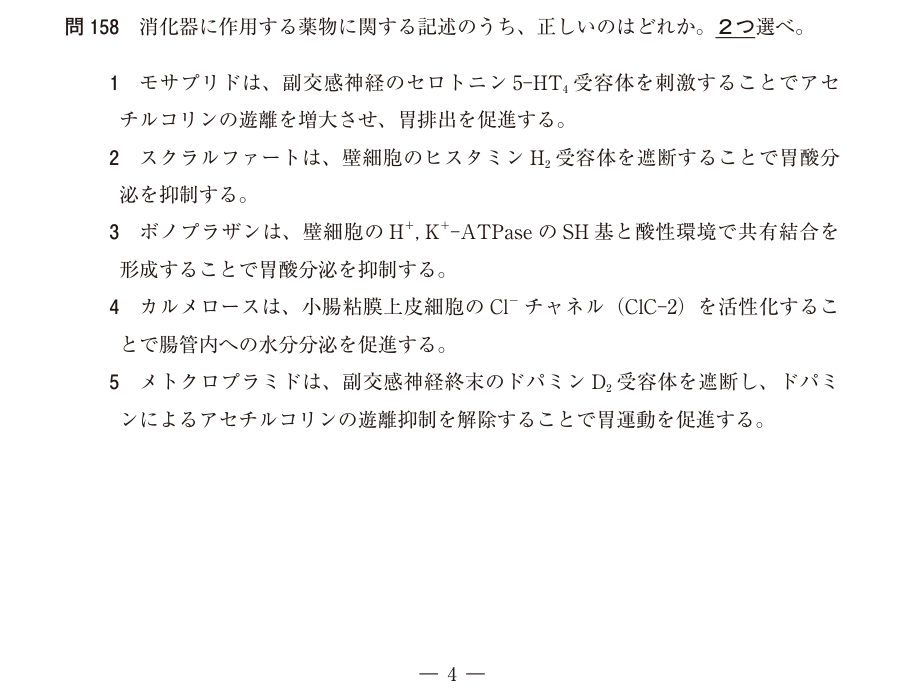 問 158　消化器に作用する薬物に関する記述のうち、正しいのはどれか。２つ選べ。
1　モサプリドは、副交感神経のセロトニン 5-HT₄ 受容体を刺激することでアセ
チルコリンの遊離を増大させ、胃排出を促進する。
2　スクラルファートは、壁細胞のヒスタミン H₂ 受容体を遮断することで胃酸分
泌を抑制する。
3　ボノプラザンは、壁細胞の H⁺, K⁺-ATPase の SH 基と酸性環境で共有結合を
形成することで胃酸分泌を抑制する。
4　カルメロースは、小腸粘膜上皮細胞の Cl⁻ チャネル（ClC-2）を活性化するこ
とで腸管内への水分分泌を促進する。
5　メトクロプラミドは、副交感神経終末のドパミン D₂ 受容体を遮断し、ドパミ
ンによるアセチルコリンの遊離抑制を解除することで胃運動を促進する。
― 4 ―